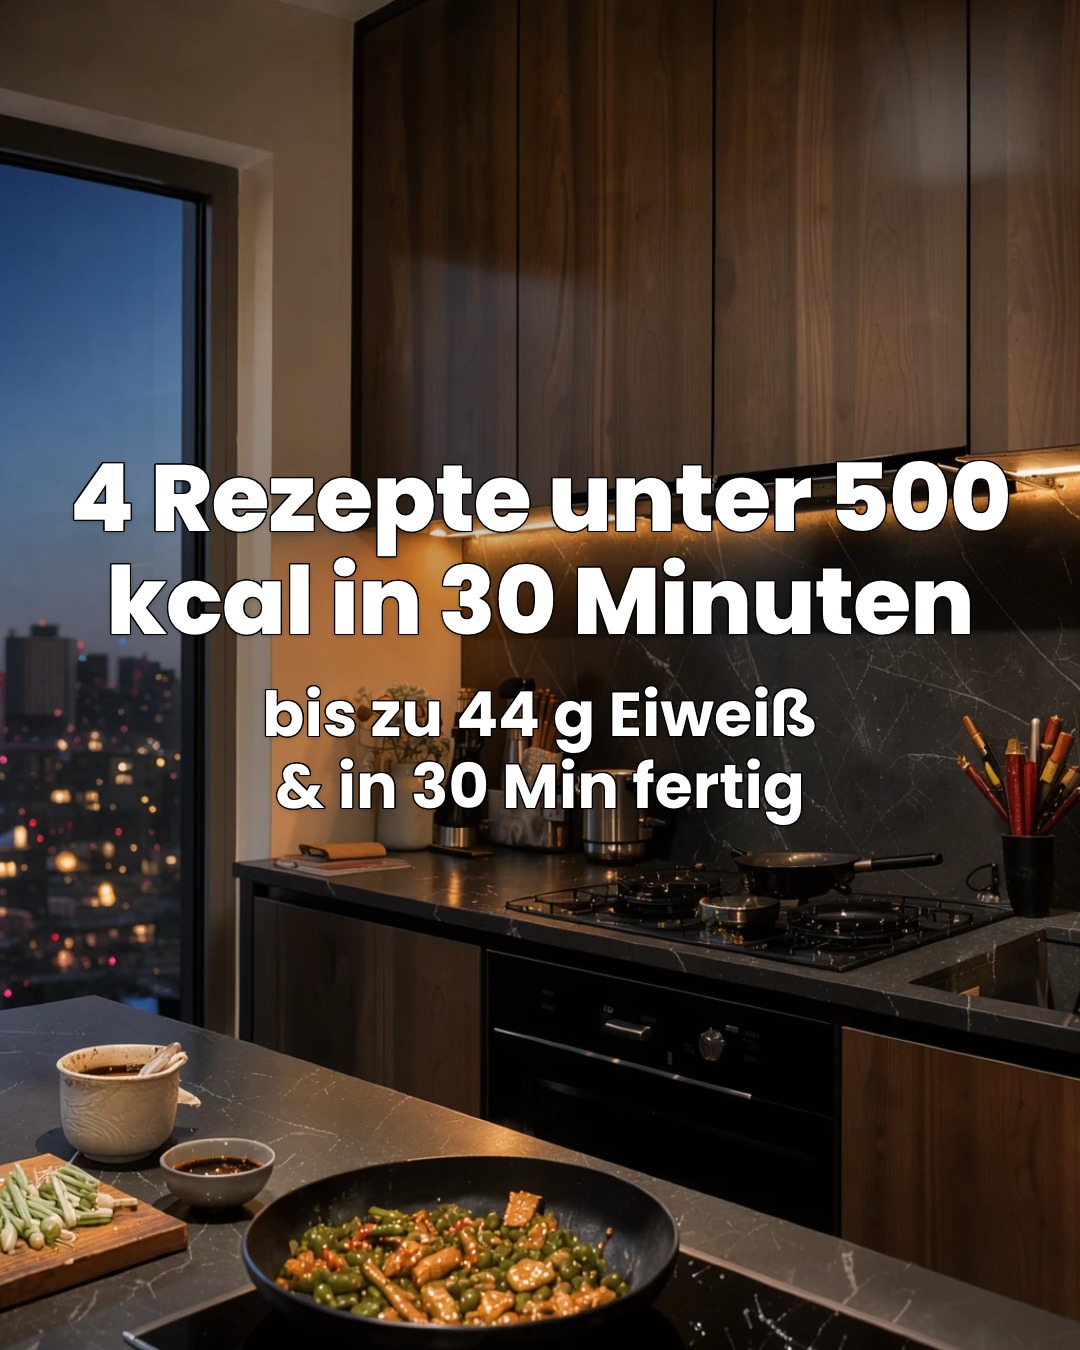 4 Rezepte unter 500
kcal in 30 Minuten
bis zu 44 g Eiweiß
& in 30 Min fertig